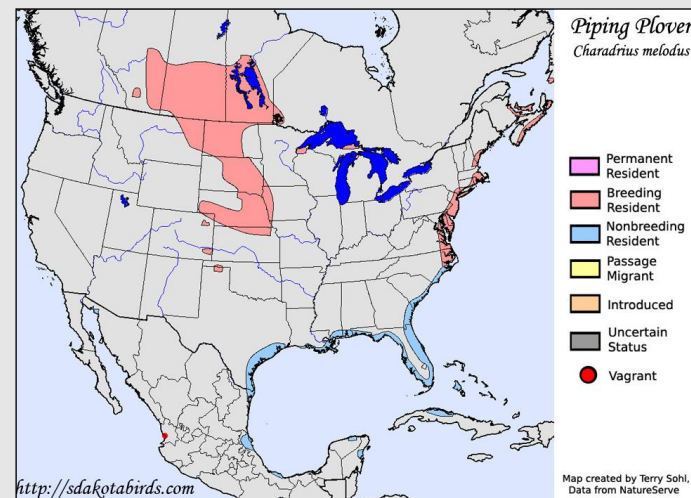 Piping Plover
Charadrius melodus
Permanent
Resident
Breeding
Resident
Nonbreeding
Resident
Passage
Migrant
Introduced
Uncertain
Status
Vagrant
http://sdakotabirds.com
Map created by Terry Sohl,
Data from NatureServe